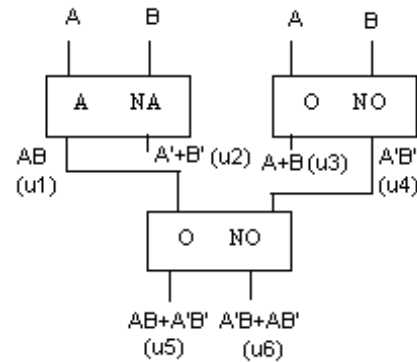 A B A B
A NA O NO
AB A'+B' (u2) A+B (u3) A'B'
(u1) (u4)
O NO
AB+A'B' A'B+AB'
(u5) (u6)